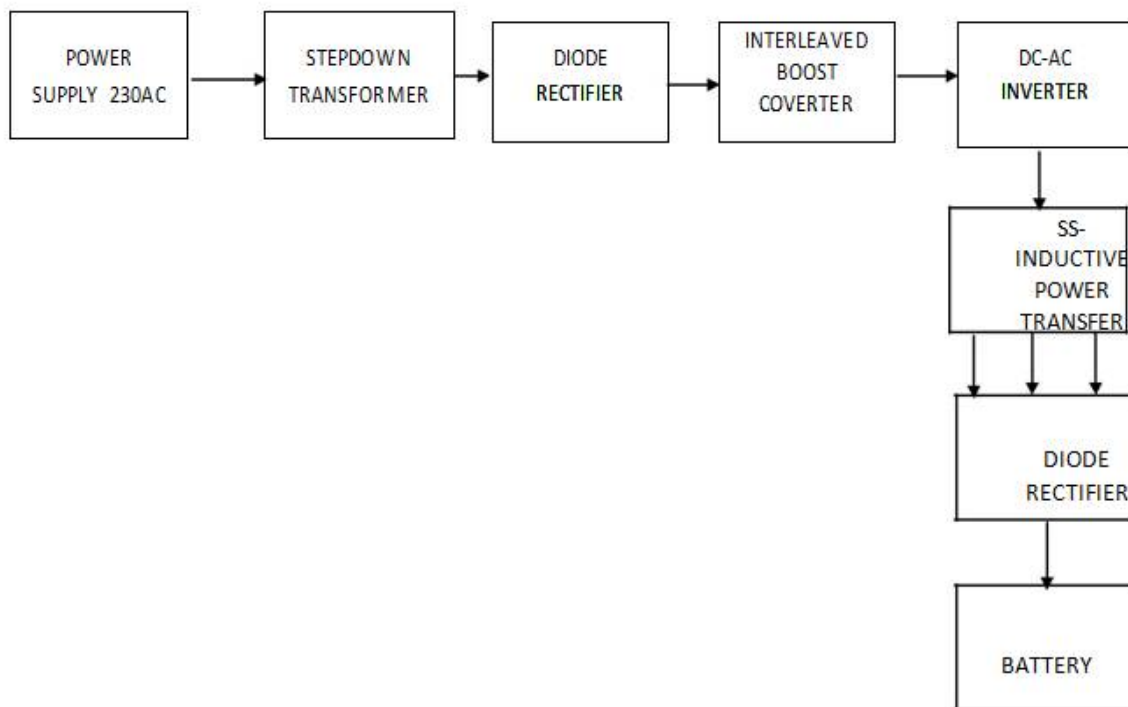 POWER
SUPPLY 230AC
STEPDOWN
TRANSFORMER
DIODE
RECTIFIER
INTERLEAVED
BOOST
COVERTER
DC-AC
INVERTER
SS-
INDUCTIVE
POWER
TRANSFER
DIODE
RECTIFIER
BATTERY